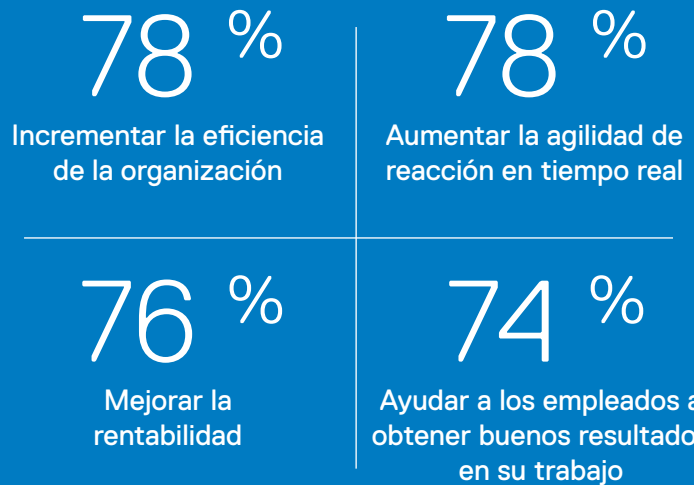 78 %
Incrementar la eficiencia
de la organización
78 %
Aumentar la agilidad de
reacción en tiempo real
76 %
Mejorar la
rentabilidad
74 %
Ayudar a los empleados a
obtener buenos resultado
en su trabajo